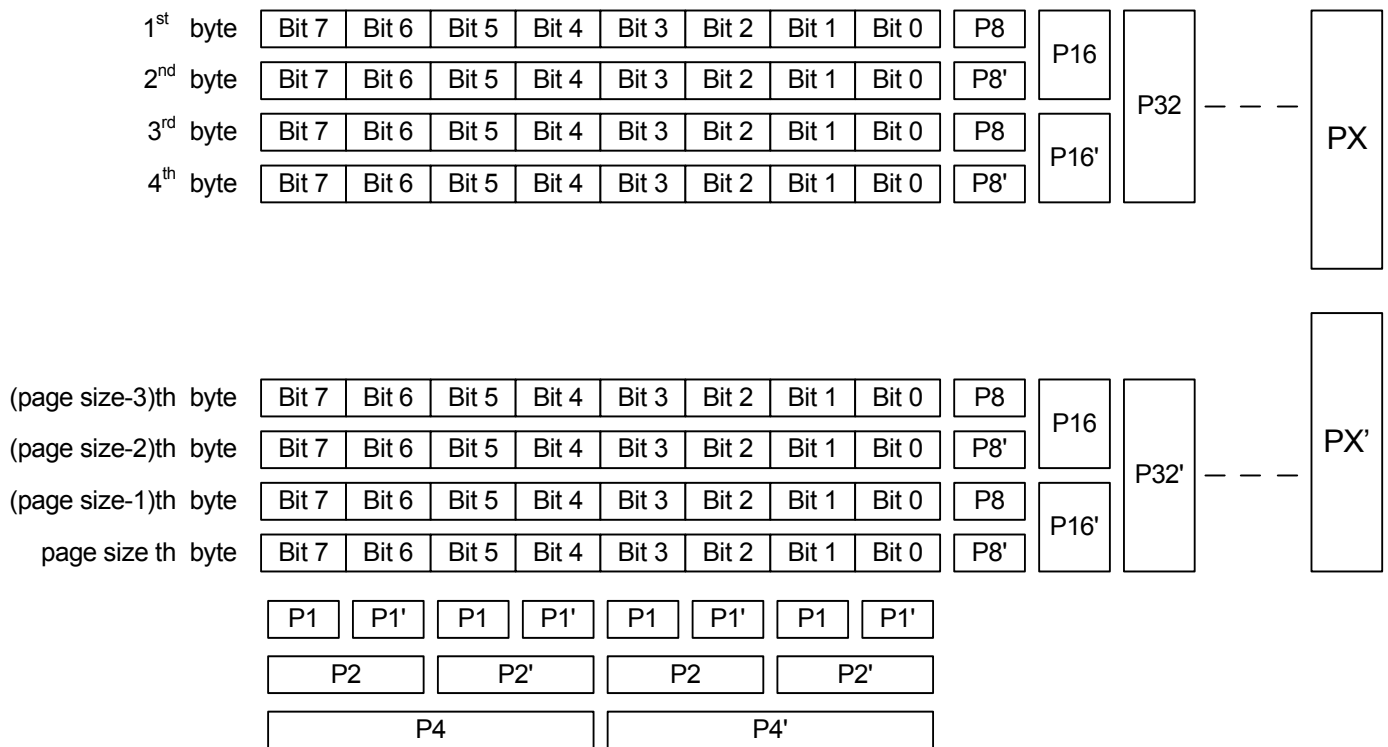 1st byte Bit 7 Bit 6 Bit 5 Bit 4 Bit 3 Bit 2 Bit 1 Bit 0 P8
P16
2nd byte Bit 7 Bit 6 Bit 5 Bit 4 Bit 3 Bit 2 Bit 1 Bit 0 P8'
P32
PX
3rd byte Bit 7 Bit 6 Bit 5 Bit 4 Bit 3 Bit 2 Bit 1 Bit 0 P8
P16'
4th byte Bit 7 Bit 6 Bit 5 Bit 4 Bit 3 Bit 2 Bit 1 Bit 0 P8'
(page size-3)th byte Bit 7 Bit 6 Bit 5 Bit 4 Bit 3 Bit 2 Bit 1 Bit 0 P8
P16
(page size-2)th byte Bit 7 Bit 6 Bit 5 Bit 4 Bit 3 Bit 2 Bit 1 Bit 0 P8'
PX’
P32'
(page size-1)th byte Bit 7 Bit 6 Bit 5 Bit 4 Bit 3 Bit 2 Bit 1 Bit 0 P8
P16'
page size th byte Bit 7 Bit 6 Bit 5 Bit 4 Bit 3 Bit 2 Bit 1 Bit 0 P8'
P1 P1' P1 P1' P1 P1' P1 P1'
P2 P2' P2 P2'
P4 P4'